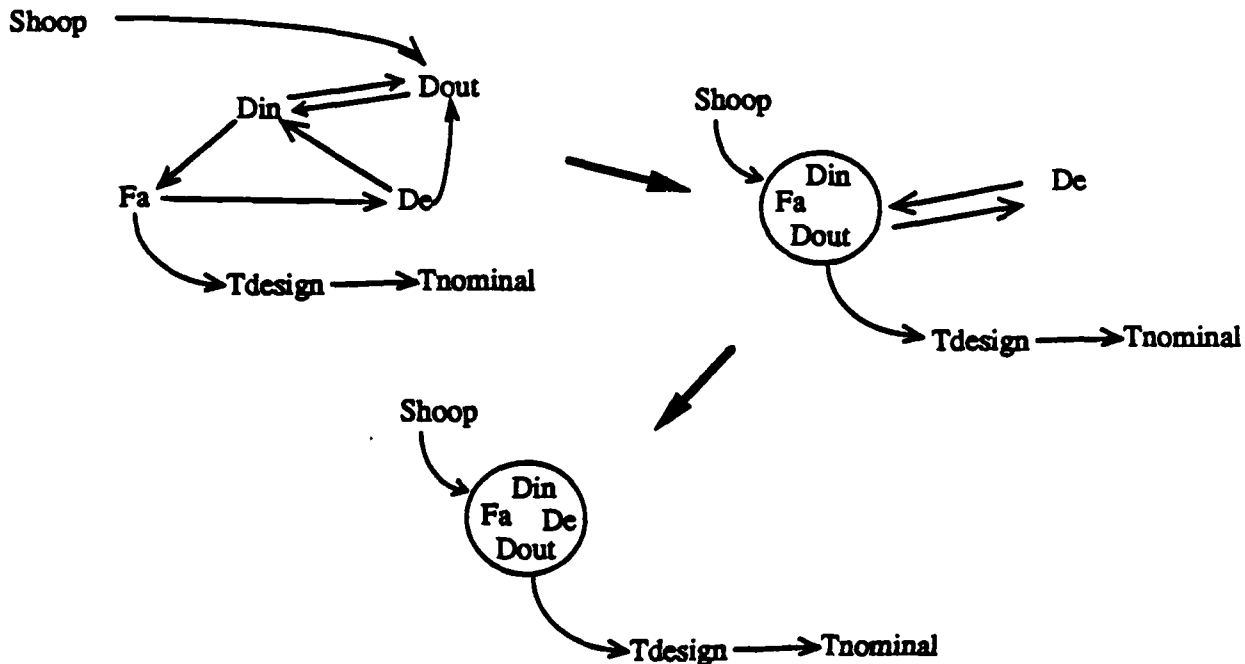 Shoop
Dout
Din
Fa
De
Tdesign
Tnominal
Shoop
Din
Fa
Dout
De
Tdesign
Tnominal
Shoop
Din
Fa De
Dout
Tdesign
Tnominal